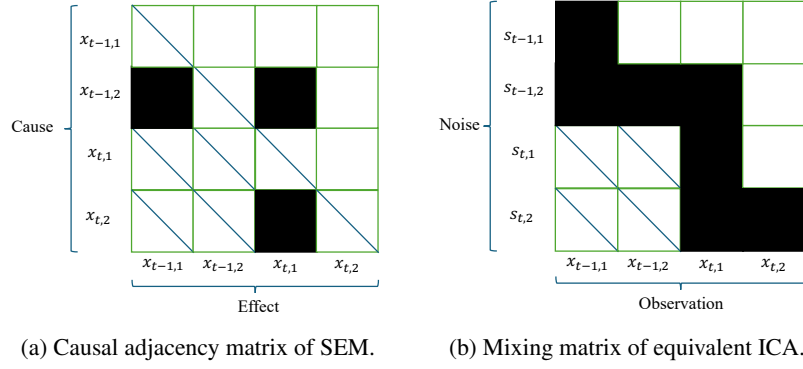 x_{t−1,1}
x_{t−1,2}
Cause
x_{t,1}
x_{t,2}
x_{t−1,1} x_{t−1,2} x_{t,1} x_{t,2}
Effect
(a) Causal adjacency matrix of SEM.
s_{t−1,1}
s_{t−1,2}
Noise
s_{t,1}
s_{t,2}
x_{t−1,1} x_{t−1,2} x_{t,1} x_{t,2}
Observation
(b) Mixing matrix of equivalent ICA.